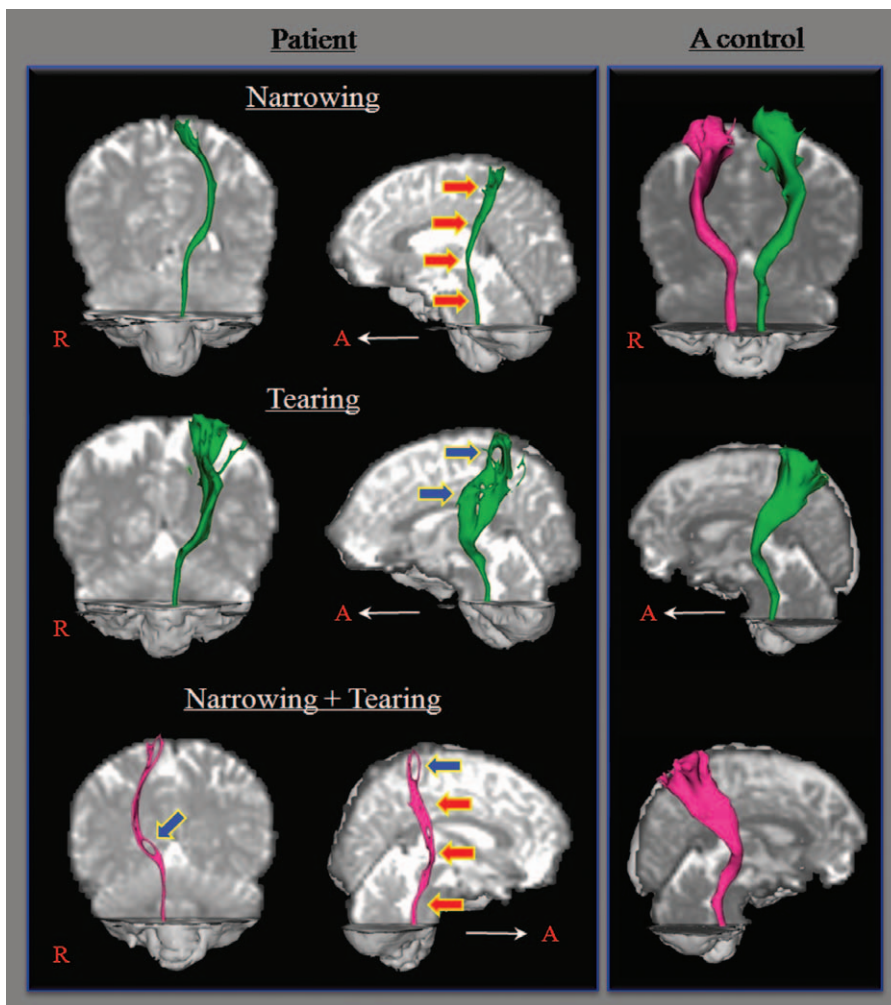 Patient
A control
Narrowing
R
A
R
Tearing
R
A
A
Narrowing + Tearing
R
A